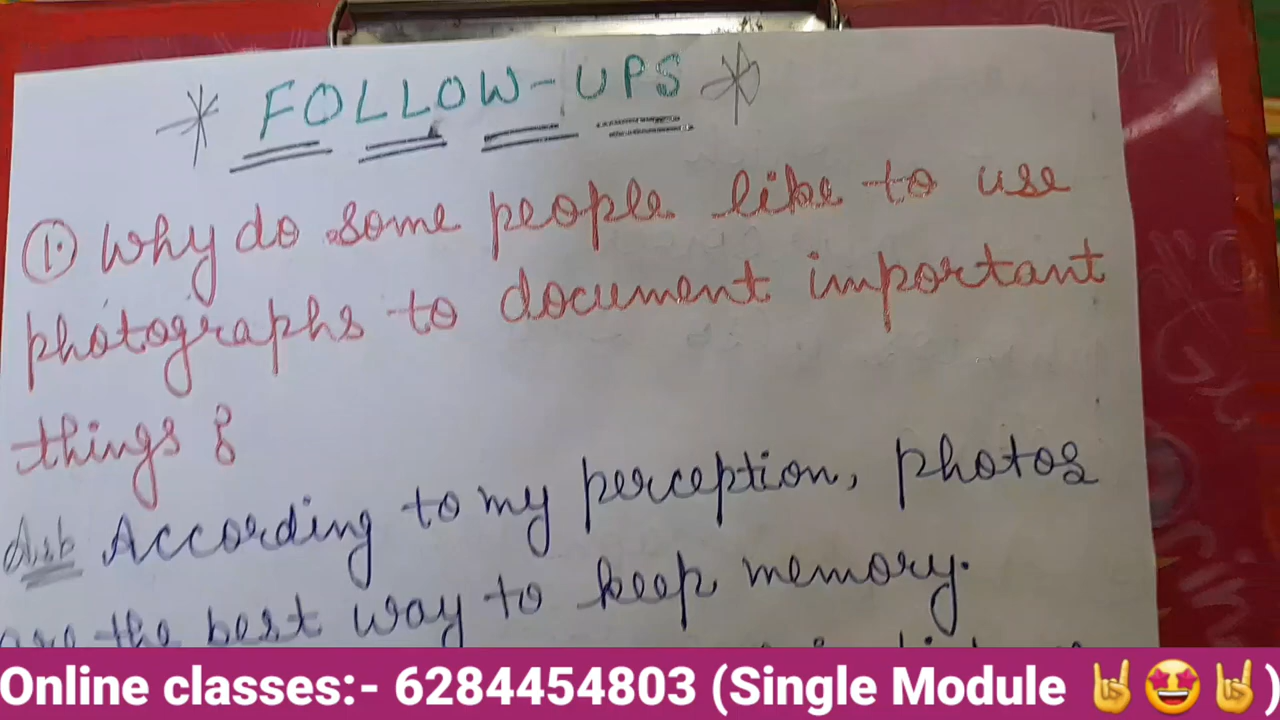 * FOLLOW-UPS *
1. Why do some people like to use
photographs to document important
things ?
Ans According to my perception, photos
are the best way to keep memory.
Online classes:- 6284454803 (Single Module 🤘🤩🤘)